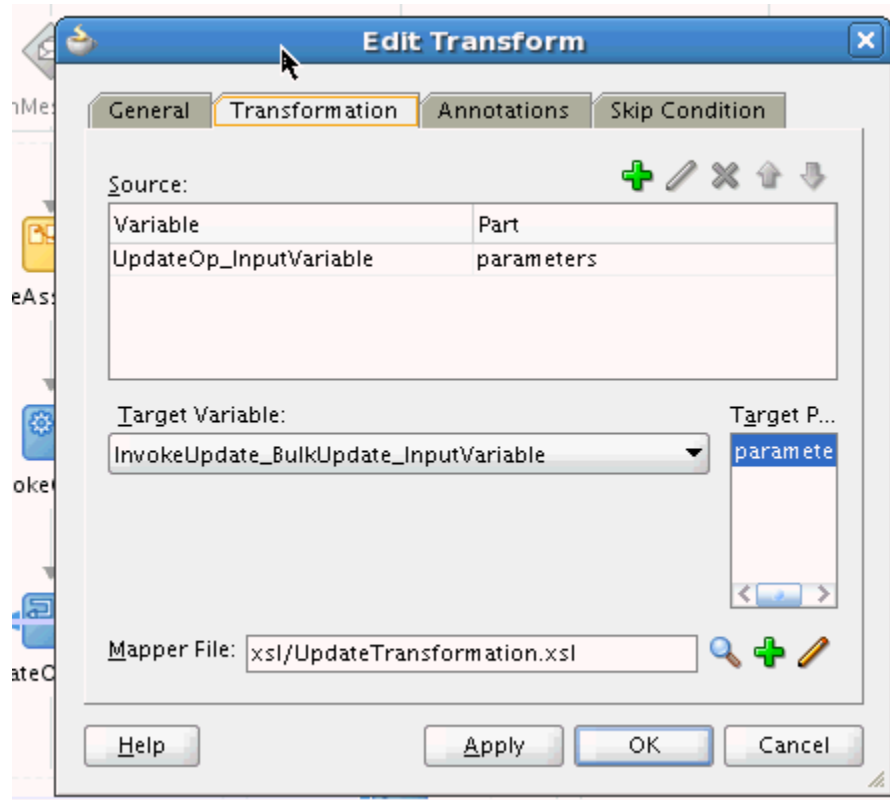 Edit Transform
General Transformation Annotations Skip Condition
Source:
Variable Part
UpdateOp_InputVariable parameters
Target Variable: Target P...
InvokeUpdate_BulkUpdate_InputVariable paramete
Mapper File: xsl/UpdateTransformation.xsl
Help Apply OK Cancel